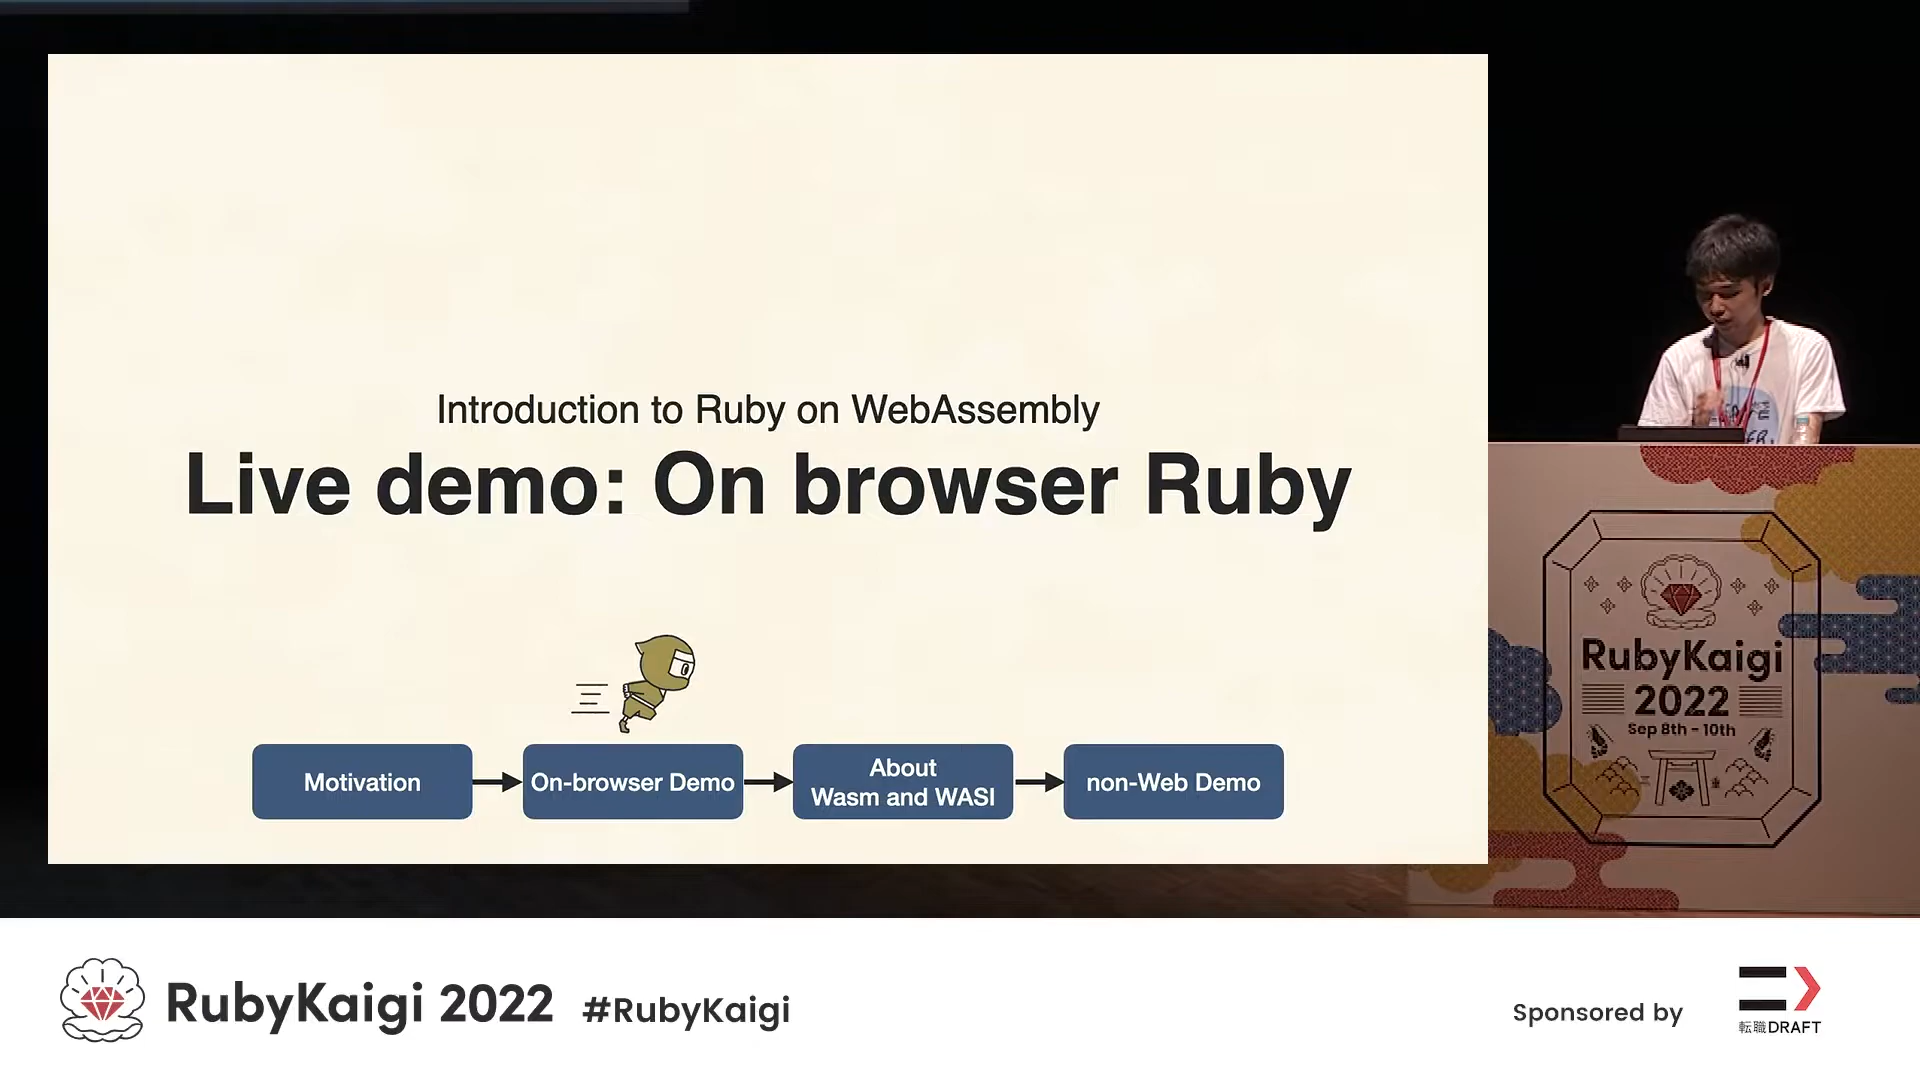 Introduction to Ruby on WebAssembly
Live demo: On browser Ruby
Motivation
On-browser Demo
About
Wasm and WASI
non-Web Demo
RubyKaigi
2022
Sep 8th - 10th
RubyKaigi 2022 #RubyKaigi
Sponsored by
転職DRAFT